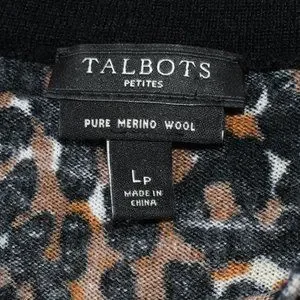 TALBOTS
PETITES
PURE MERINO WOOL
LP
MADE IN
CHINA